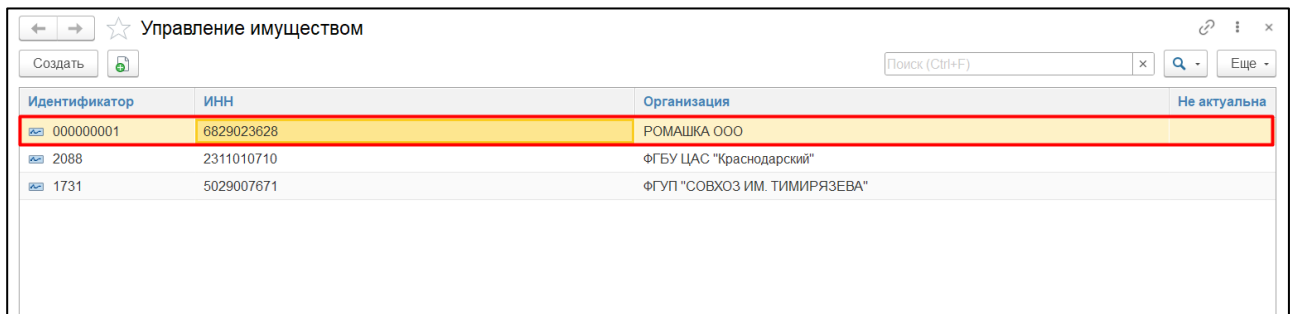 Управление имуществом
Создать Поиск (Ctrl+F) Еще
Идентификатор ИНН Организация Не актуальна
000000001 6829023628 РОМАШКА ООО
2088 2311010710 ФГБУ ЦАС "Краснодарский"
1731 5029007671 ФГУП "СОВХОЗ ИМ. ТИМИРЯЗЕВА"